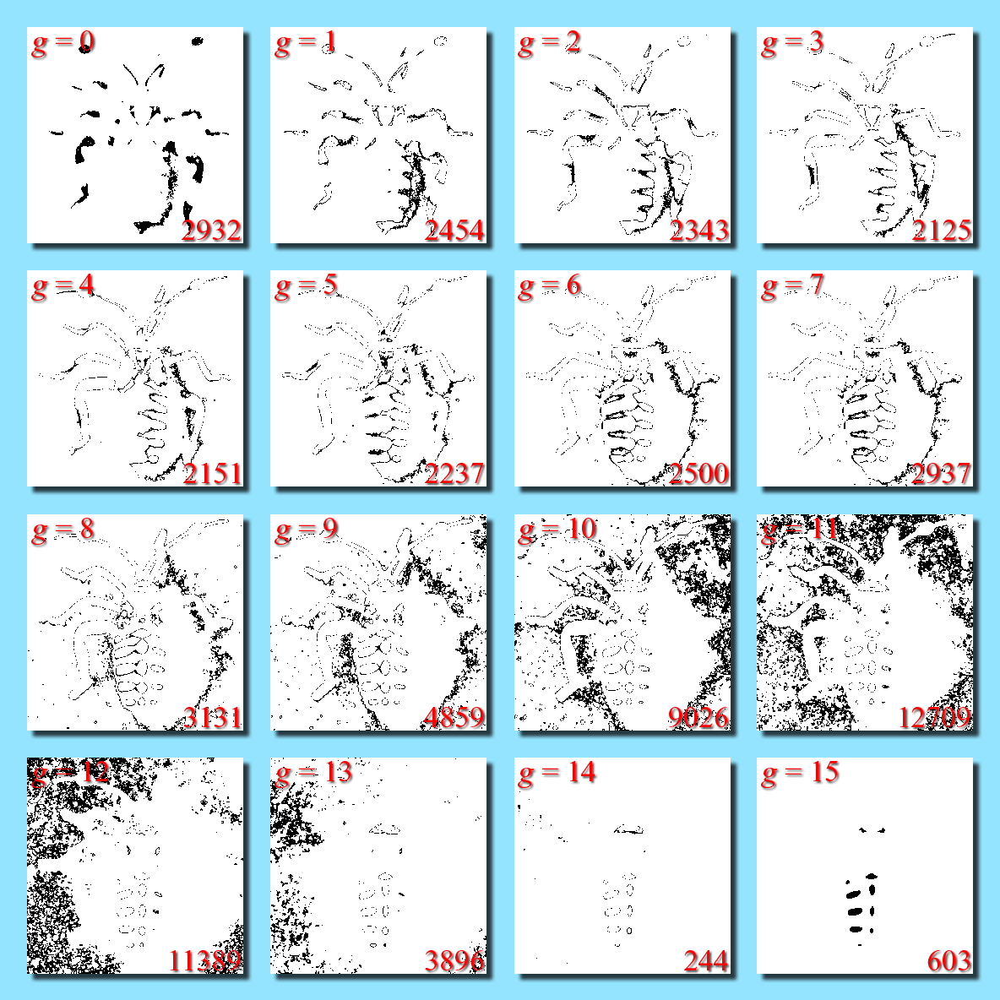 g = 0
2932
g = 1
2454
g = 2
2343
g = 3
2125
g = 4
2151
g = 5
2237
g = 6
2500
g = 7
2937
g = 8
3131
g = 9
4859
g = 10
9026
g = 11
12709
g = 12
11389
g = 13
3896
g = 14
244
g = 15
603